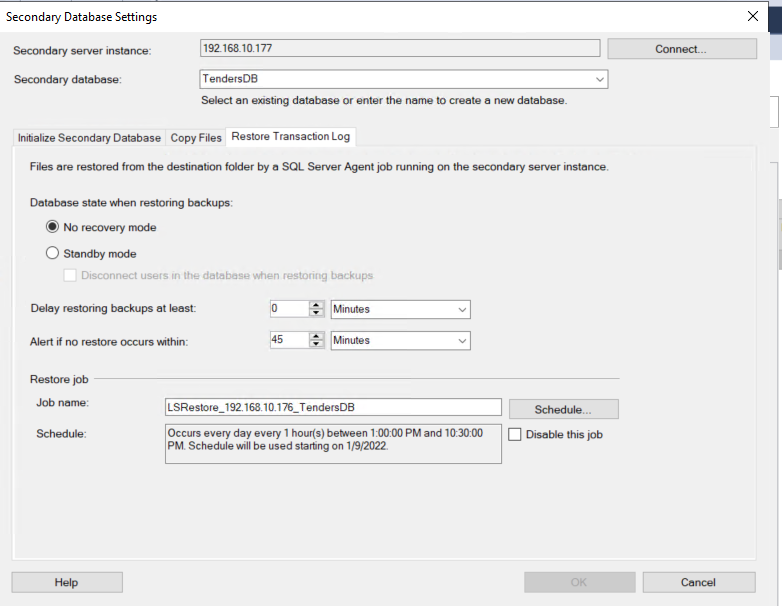 Secondary Database Settings
Secondary server instance:
192.168.10.177
Connect...
Secondary database:
TendersDB
Select an existing database or enter the name to create a new database.
Initialize Secondary Database
Copy Files
Restore Transaction Log
Files are restored from the destination folder by a SQL Server Agent job running on the secondary server instance.
Database state when restoring backups:
No recovery mode
Standby mode
Disconnect users in the database when restoring backups
Delay restoring backups at least:
0
Minutes
Alert if no restore occurs within:
45
Minutes
Restore job
Job name:
LSRestore_192.168.10.176_TendersDB
Schedule...
Schedule:
Occurs every day every 1 hour(s) between 1:00:00 PM and 10:30:00
PM. Schedule will be used starting on 1/9/2022.
Disable this job
Help
OK
Cancel